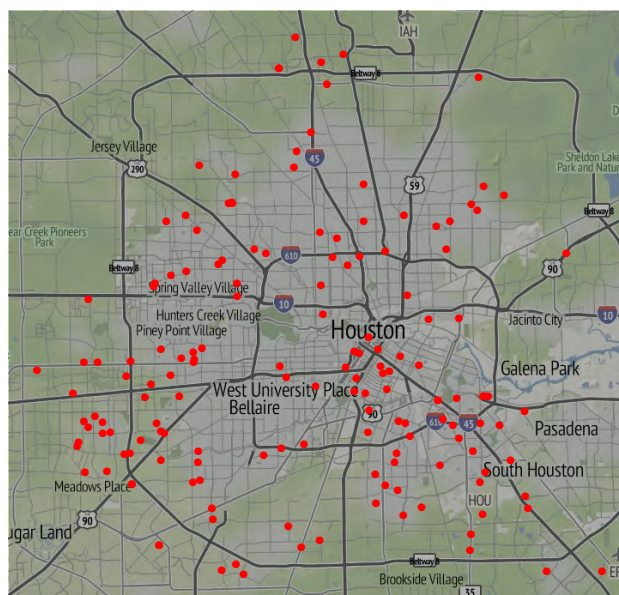 IAH
Beltway 8
Jersey Village
290
45
59
Sheldon Lake
Park and Natur
ear Creek Pioneers
Park
Beltway 8
Beltway 8
610
90
Spring Valley Village
10
Hunters Creek Village
Jacinto City
10
Piney Point Village
Houston
Galena Park
West University Place
Bellaire
90
610
45
Pasadena
South Houston
Meadows Place
HOU
90
ugar Land
Beltway 8
Brookside Village
35